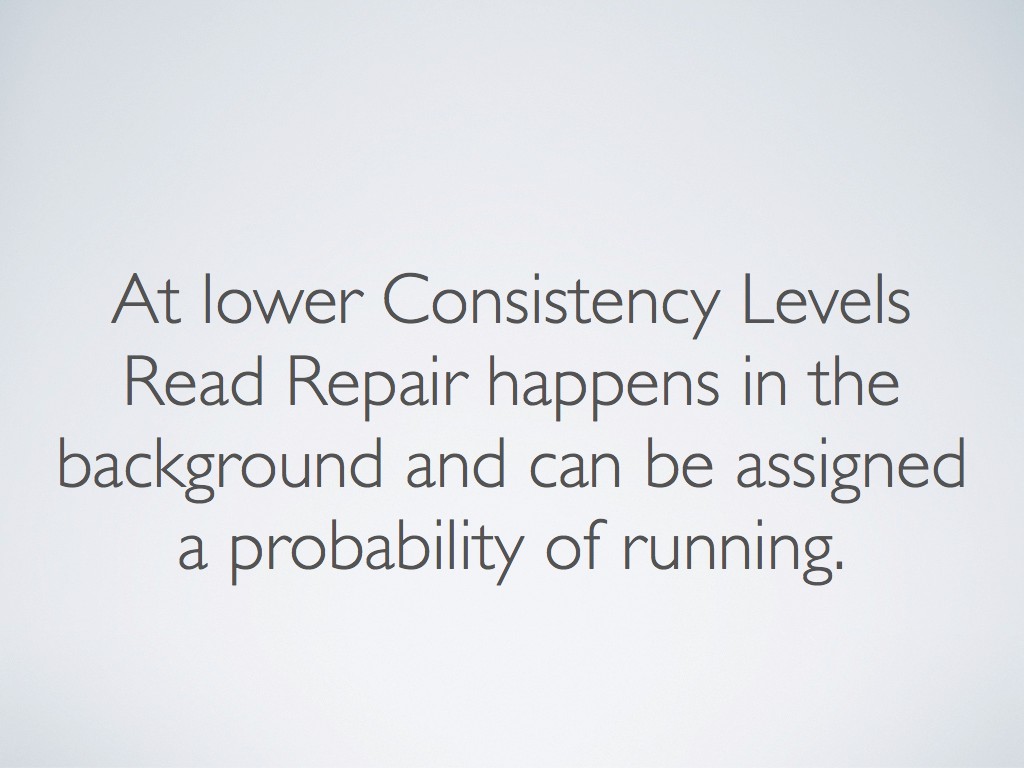 At lower Consistency Levels
Read Repair happens in the
background and can be assigned
a probability of running.